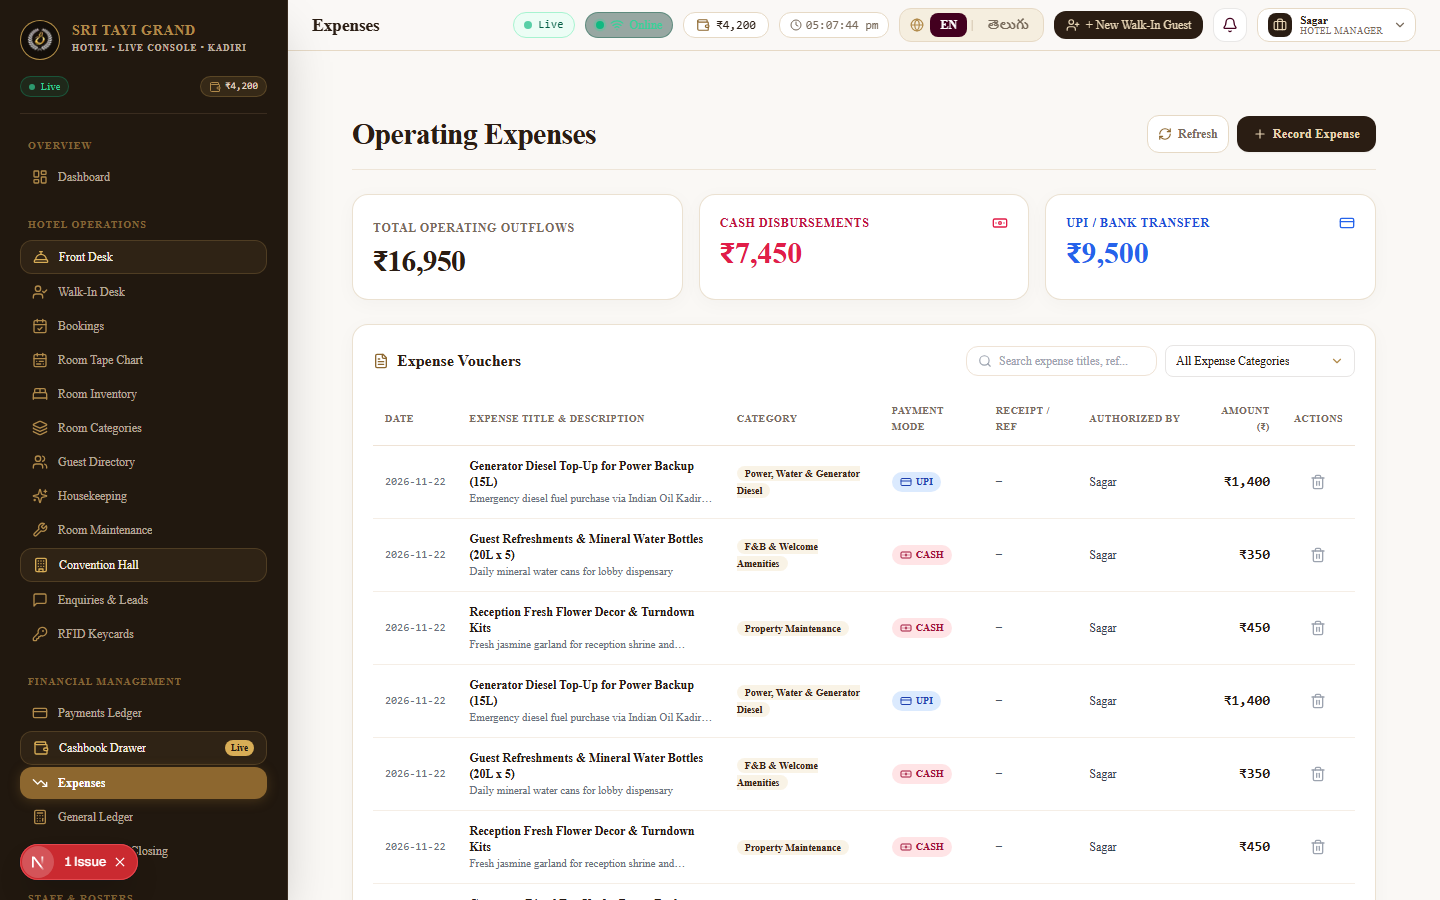 SRI TAYI GRAND
HOTEL • LIVE CONSOLE • KADIRI
Live
₹4,200
OVERVIEW
Dashboard
HOTEL OPERATIONS
Front Desk
Walk-In Desk
Bookings
Room Tape Chart
Room Inventory
Room Categories
Guest Directory
Housekeeping
Room Maintenance
Convention Hall
Enquiries & Leads
RFID Keycards
FINANCIAL MANAGEMENT
Payments Ledger
Cashbook Drawer
Live
Expenses
General Ledger
Closing
1 Issue
STAFF & ROSTERS
Expenses
Live
Online
₹4,200
05:07:44 pm
EN
తెలుగు
+ New Walk-In Guest
Sagar
HOTEL MANAGER
Operating Expenses
Refresh
Record Expense
TOTAL OPERATING OUTFLOWS
₹16,950
CASH DISBURSEMENTS
₹7,450
UPI / BANK TRANSFER
₹9,500
Expense Vouchers
Search expense titles, ref...
All Expense Categories
DATE EXPENSE TITLE & DESCRIPTION CATEGORY PAYMENT MODE RECEIPT / REF AUTHORIZED BY AMOUNT (₹) ACTIONS
2026-11-22
Generator Diesel Top-Up for Power Backup
(15L)
Emergency diesel fuel purchase via Indian Oil Kadir...
Power, Water & Generator
Diesel
UPI
–
Sagar
₹1,400
2026-11-22
Guest Refreshments & Mineral Water Bottles
(20L x 5)
Daily mineral water cans for lobby dispensary
F&B & Welcome
Amenities
CASH
–
Sagar
₹350
2026-11-22
Reception Fresh Flower Decor & Turndown
Kits
Fresh jasmine garland for reception shrine and...
Property Maintenance
CASH
–
Sagar
₹450
2026-11-22
Generator Diesel Top-Up for Power Backup
(15L)
Emergency diesel fuel purchase via Indian Oil Kadir...
Power, Water & Generator
Diesel
UPI
–
Sagar
₹1,400
2026-11-22
Guest Refreshments & Mineral Water Bottles
(20L x 5)
Daily mineral water cans for lobby dispensary
F&B & Welcome
Amenities
CASH
–
Sagar
₹350
2026-11-22
Reception Fresh Flower Decor & Turndown
Kits
Fresh jasmine garland for reception shrine and...
Property Maintenance
CASH
–
Sagar
₹450